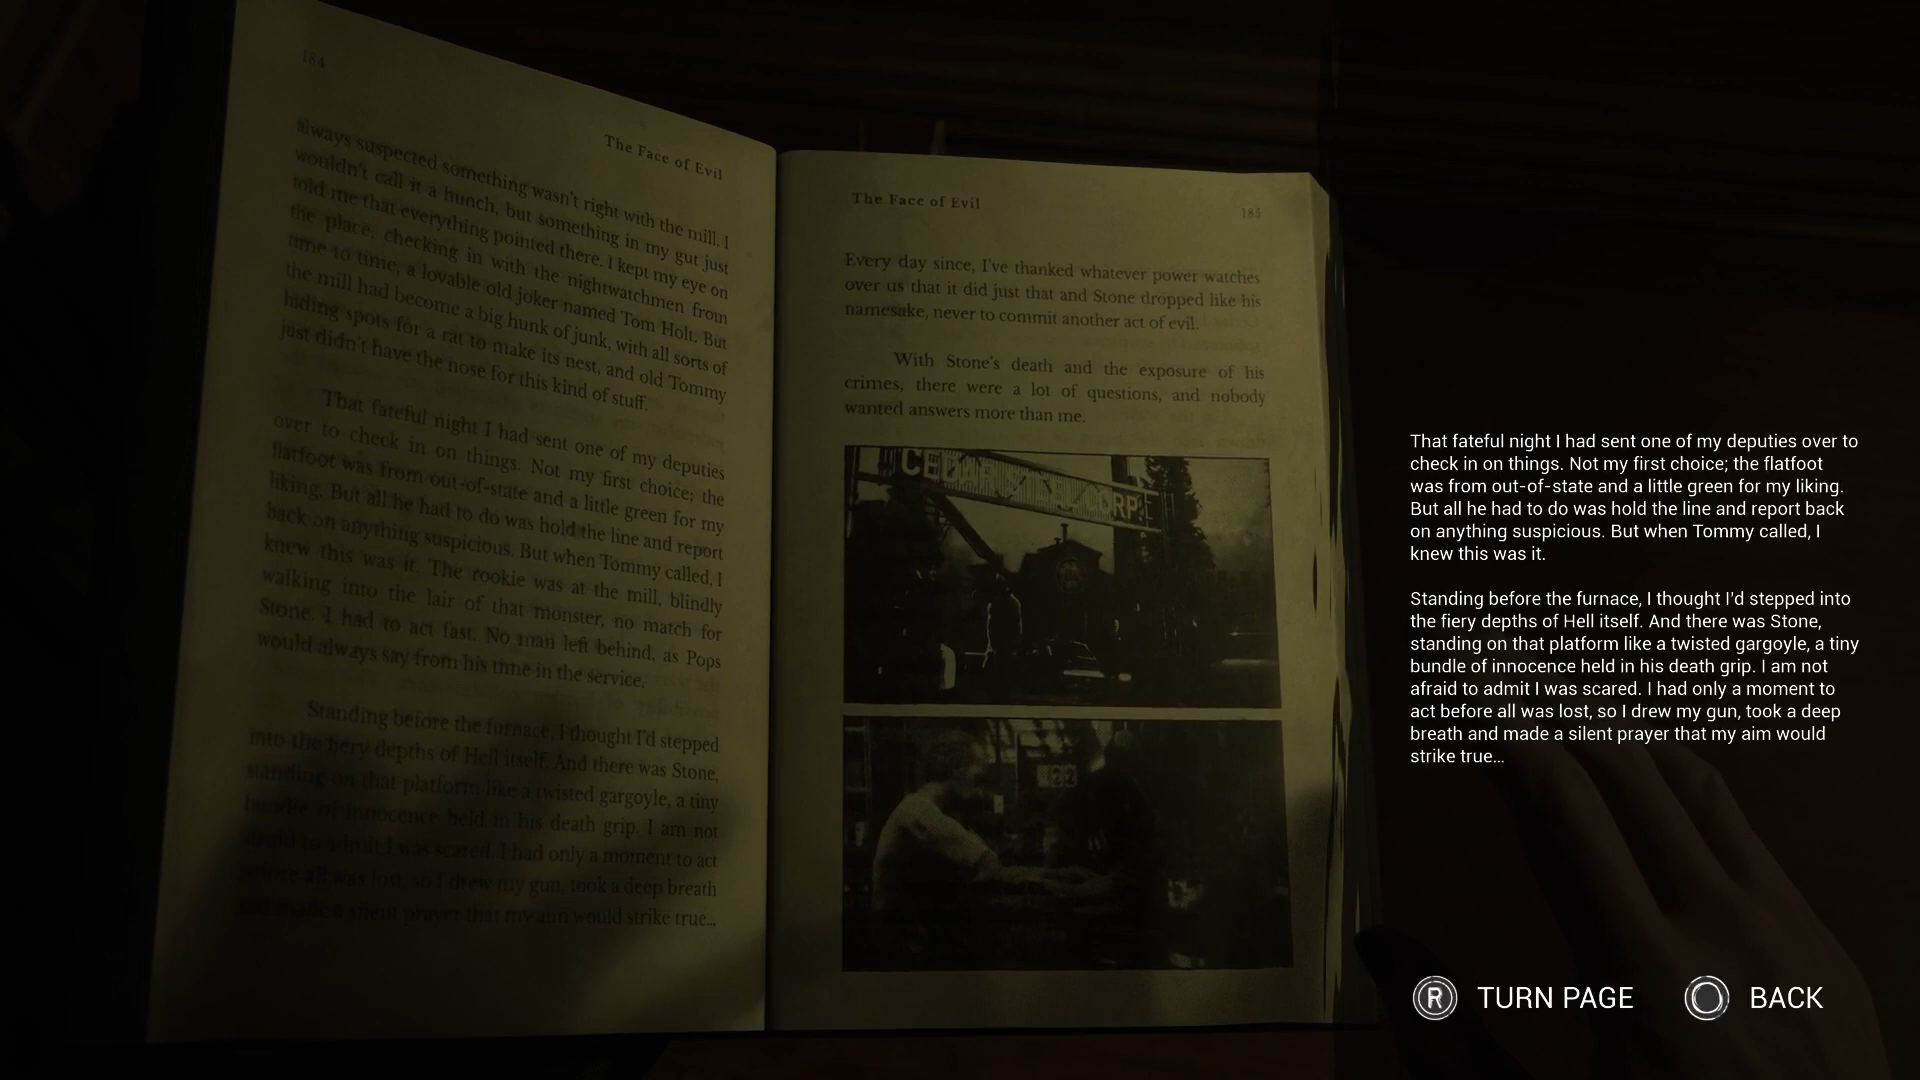 184
The Face of Evil
always suspected something wasn't right with the mill. I
wouldn't call it a hunch, but something in my gut just
told me that everything pointed there. I kept my eye on
the place, checking in with the nightwatchmen from
time to time, a lovable old joker named Tom Holt. But
the mill had become a big hunk of junk, with all sorts of
hiding spots for a rat to make its nest, and old Tommy
just didn't have the nose for this kind of stuff.
That fateful night I had sent one of my deputies
over to check in on things. Not my first choice; the
flatfoot was from out-of-state and a little green for my
liking. But all he had to do was hold the line and report
back on anything suspicious. But when Tommy called, I
knew this was it. The rookie was at the mill, blindly
walking into the lair of that monster, no match for
Stone. I had to act fast. No man left behind, as Pops
would always say from his time in the service.
Standing before the furnace, I thought I'd stepped
into the fiery depths of Hell itself. And there was Stone,
standing on that platform like a twisted gargoyle, a tiny
bundle of innocence held in his death grip. I am not
afraid to admit I was scared. I had only a moment to act
before all was lost, so I drew my gun, took a deep breath
and made a silent prayer that my aim would strike true...
The Face of Evil
185
Every day since, I've thanked whatever power watches
over us that it did just that and Stone dropped like his
namesake, never to commit another act of evil.
With Stone's death and the exposure of his
crimes, there were a lot of questions, and nobody
wanted answers more than me.
CORP.
22
That fateful night I had sent one of my deputies over to
check in on things. Not my first choice; the flatfoot
was from out-of-state and a little green for my liking.
But all he had to do was hold the line and report back
on anything suspicious. But when Tommy called, I
knew this was it.
Standing before the furnace, I thought I'd stepped into
the fiery depths of Hell itself. And there was Stone,
standing on that platform like a twisted gargoyle, a tiny
bundle of innocence held in his death grip. I am not
afraid to admit I was scared. I had only a moment to
act before all was lost, so I drew my gun, took a deep
breath and made a silent prayer that my aim would
strike true...
R TURN PAGE
BACK